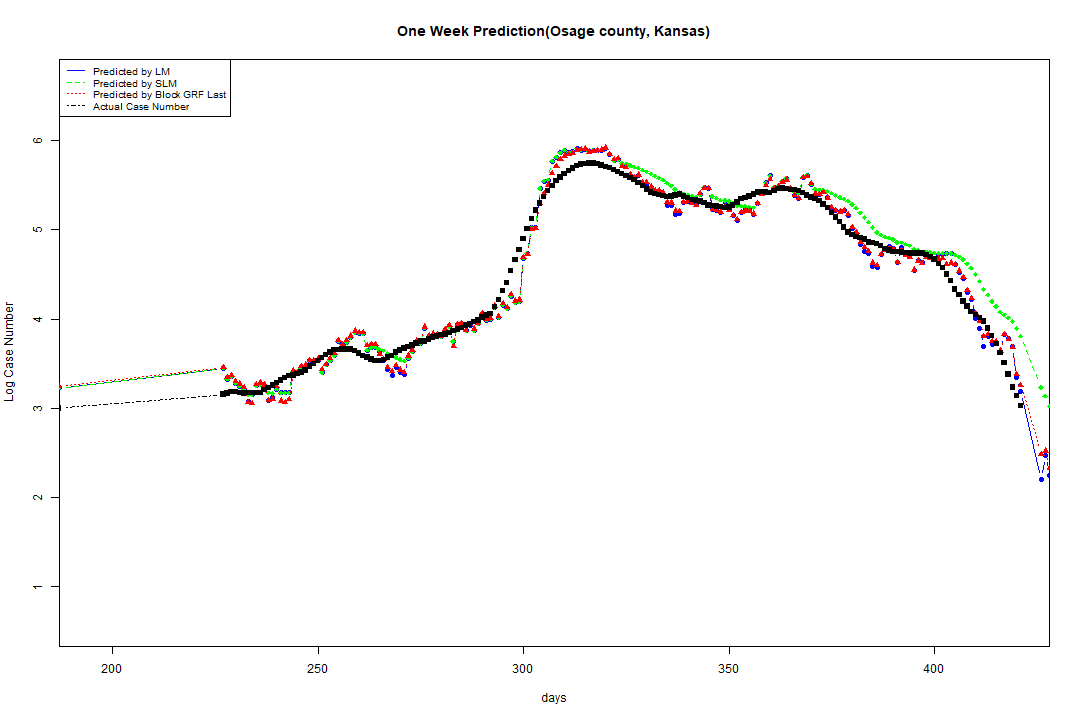 One Week Prediction(Osage county, Kansas)
Predicted by LM
Predicted by SLM
Predicted by Block GRF Last
Actual Case Number
Log Case Number
6
5
4
3
2
1
200 250 300 350 400
days